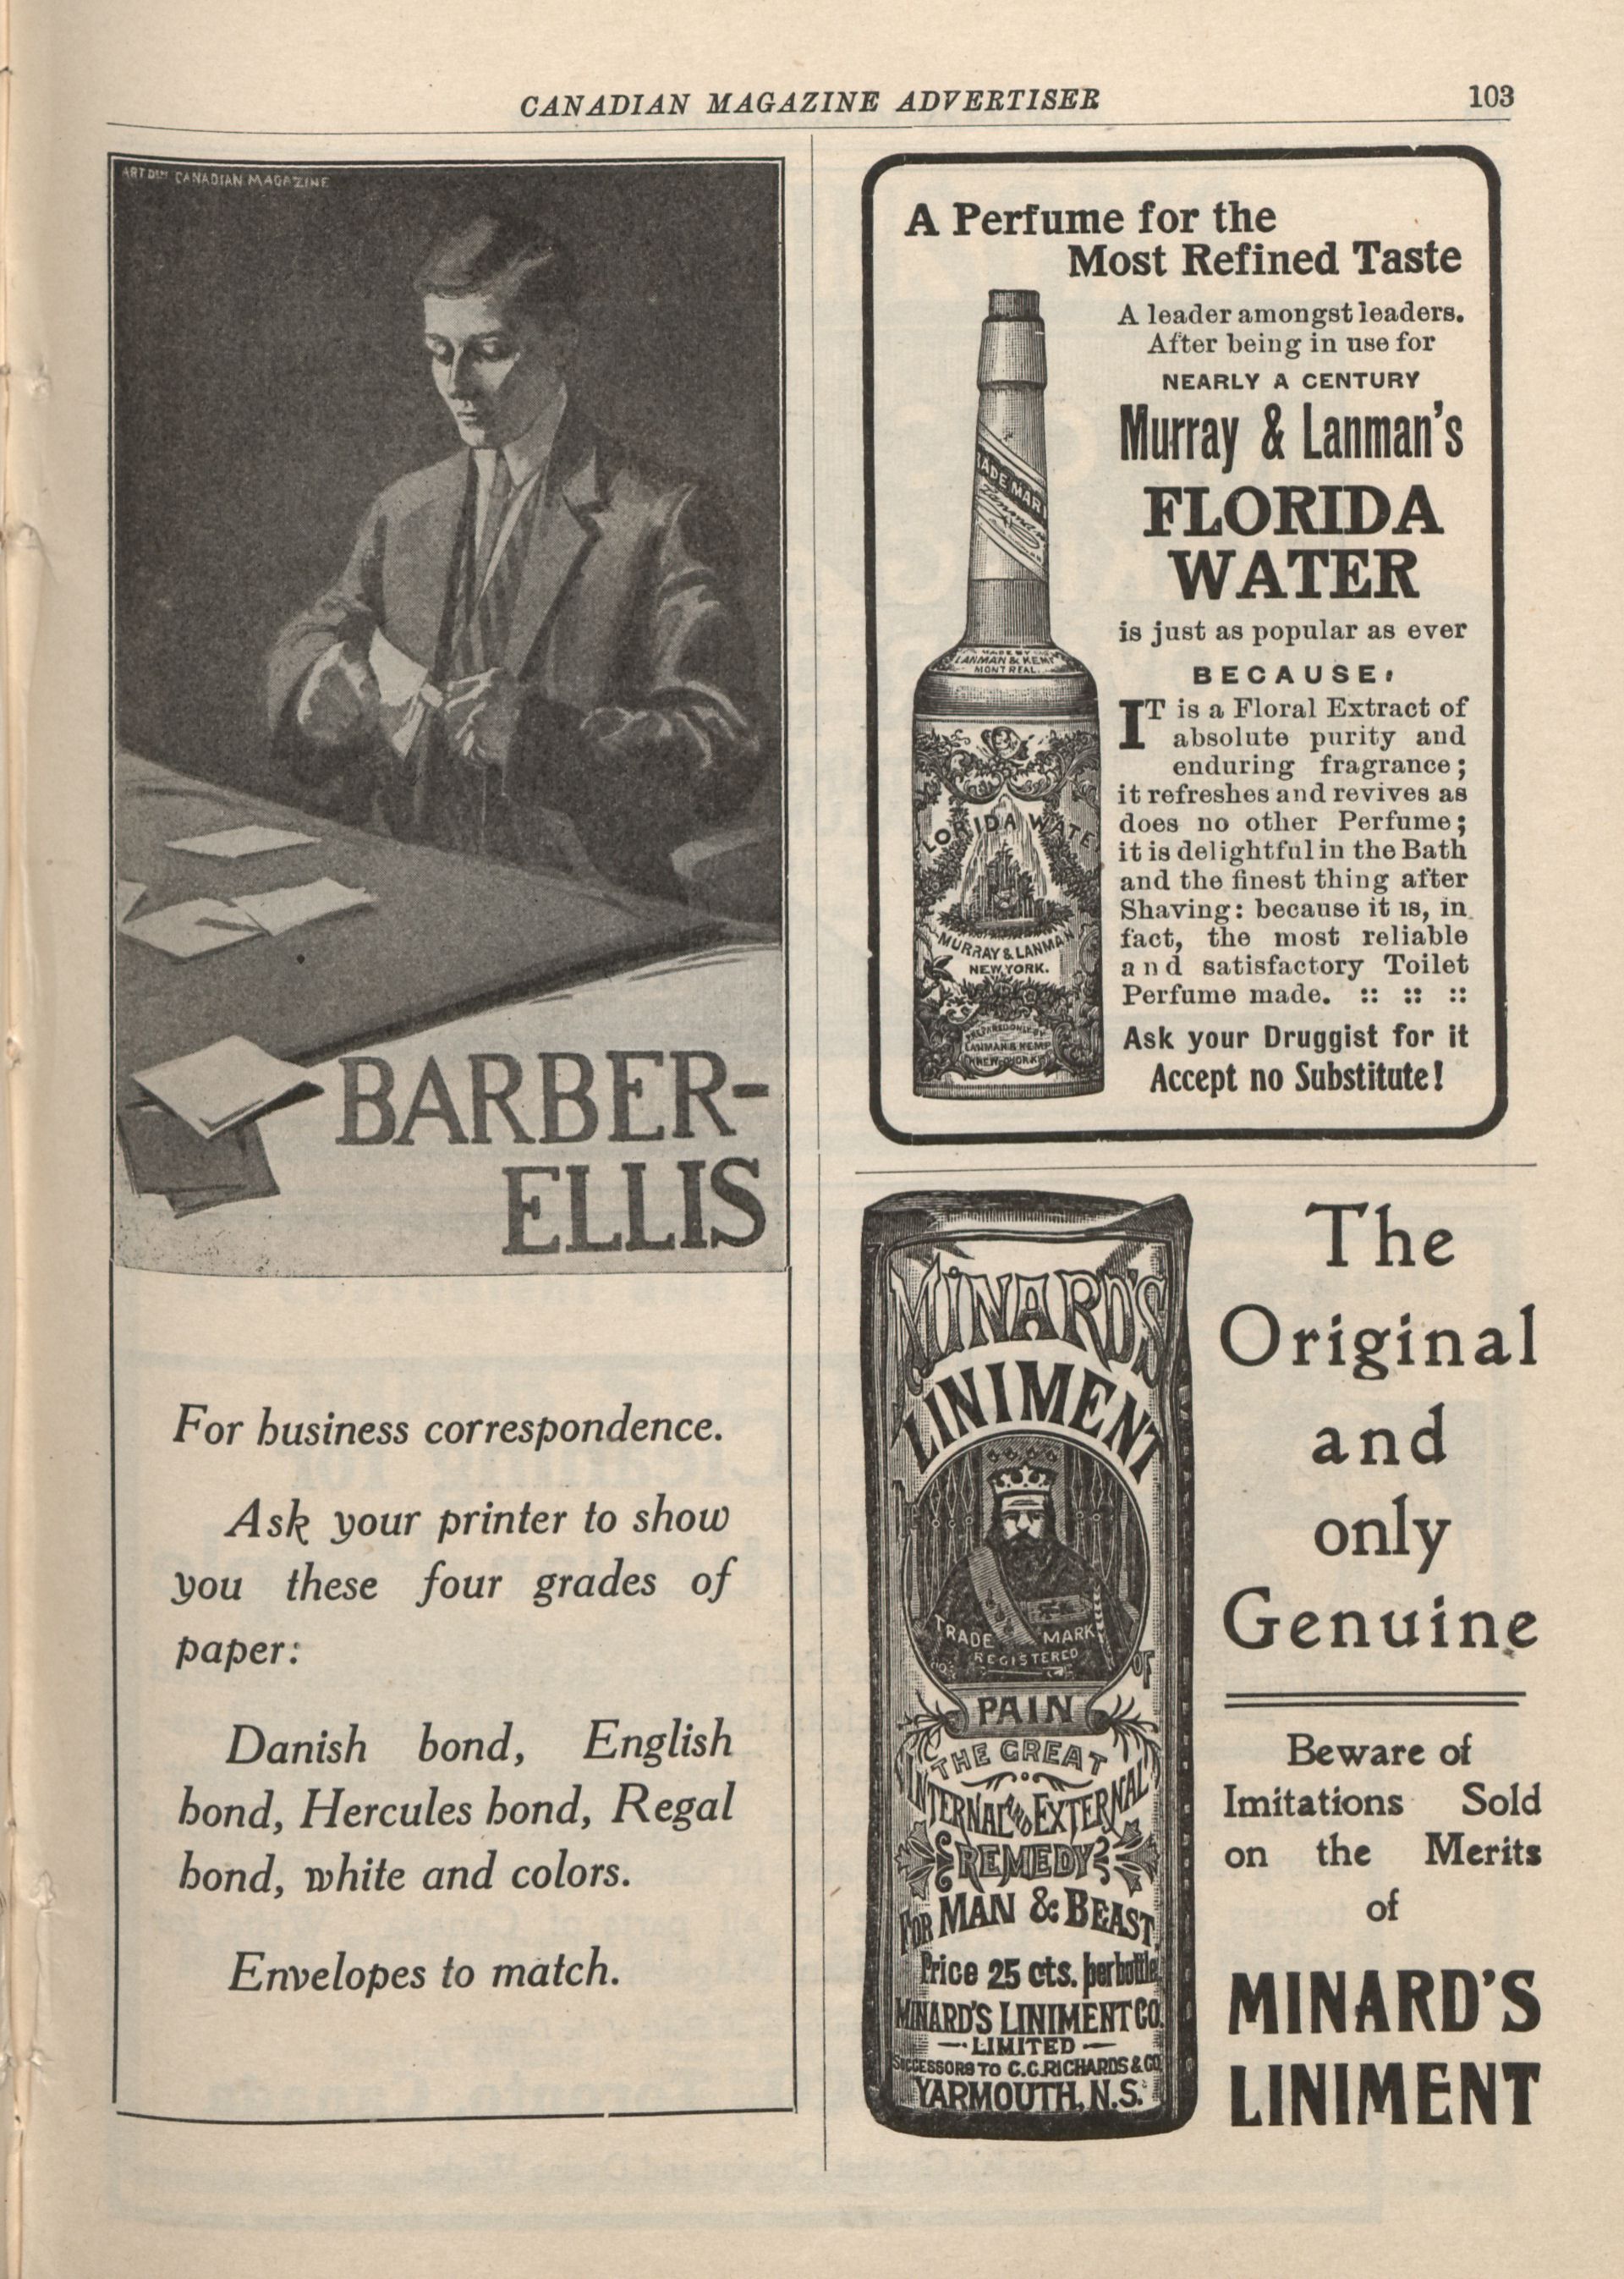 CANADIAN MAGAZINE ADVERTISER
103
ART DIV. CANADIAN MAGAZINE
BARBER-
ELLIS
For business correspondence.
Ask your printer to show
you these four grades of
paper:
Danish bond, English
bond, Hercules bond, Regal
bond, white and colors.
Envelopes to match.
A Perfume for the
Most Refined Taste
A leader amongst leaders.
After being in use for
NEARLY A CENTURY
Murray & Lanman's
FLORIDA
WATER
is just as popular as ever
BECAUSE:
IT is a Floral Extract of
absolute purity and
enduring fragrance;
it refreshes and revives as
does no other Perfume;
it is delightful in the Bath
and the finest thing after
Shaving: because it is, in
fact, the most reliable
and satisfactory Toilet
Perfume made. :: :: ::
Ask your Druggist for it
Accept no Substitute!
ADE MAR
MADE BY
LANMAN & KEMP
MONTREAL.
LORIDA WATE
MURRAY & LANMAN
NEW YORK.
PREPARED ONLY BY
LANMAN & KEMP
NEW-YORK
MINARD'S
LINIMENT
TRADE MARK
REGISTERED
OF
PAIN
THE GREAT
INTERNAL AND EXTERNAL
REMEDY
FOR MAN & BEAST
Price 25 cts. per bottle
MINARD'S LINIMENT CO.
LIMITED
SUCCESSORS TO C.C. RICHARDS & CO.
YARMOUTH, N.S.
The
Original
and
only
Genuine
Beware of
Imitations Sold
on the Merits
of
MINARD'S
LINIMENT